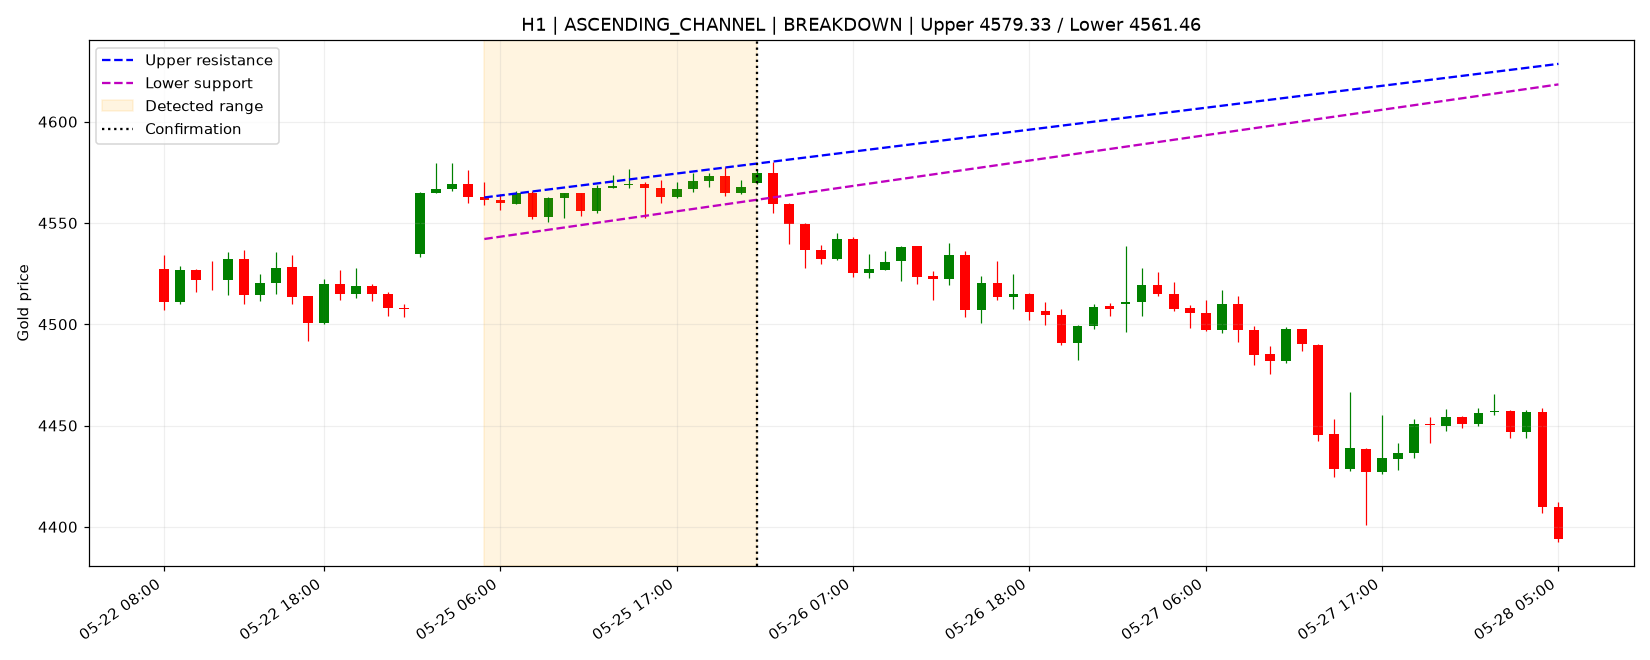 H1 | ASCENDING_CHANNEL | BREAKDOWN | Upper 4579.33 / Lower 4561.46
Upper resistance
Lower support
Detected range
Confirmation
Gold price
4600
4550
4500
4450
4400
05-22 08:00
05-22 18:00
05-25 06:00
05-25 17:00
05-26 07:00
05-26 18:00
05-27 06:00
05-27 17:00
05-28 05:00